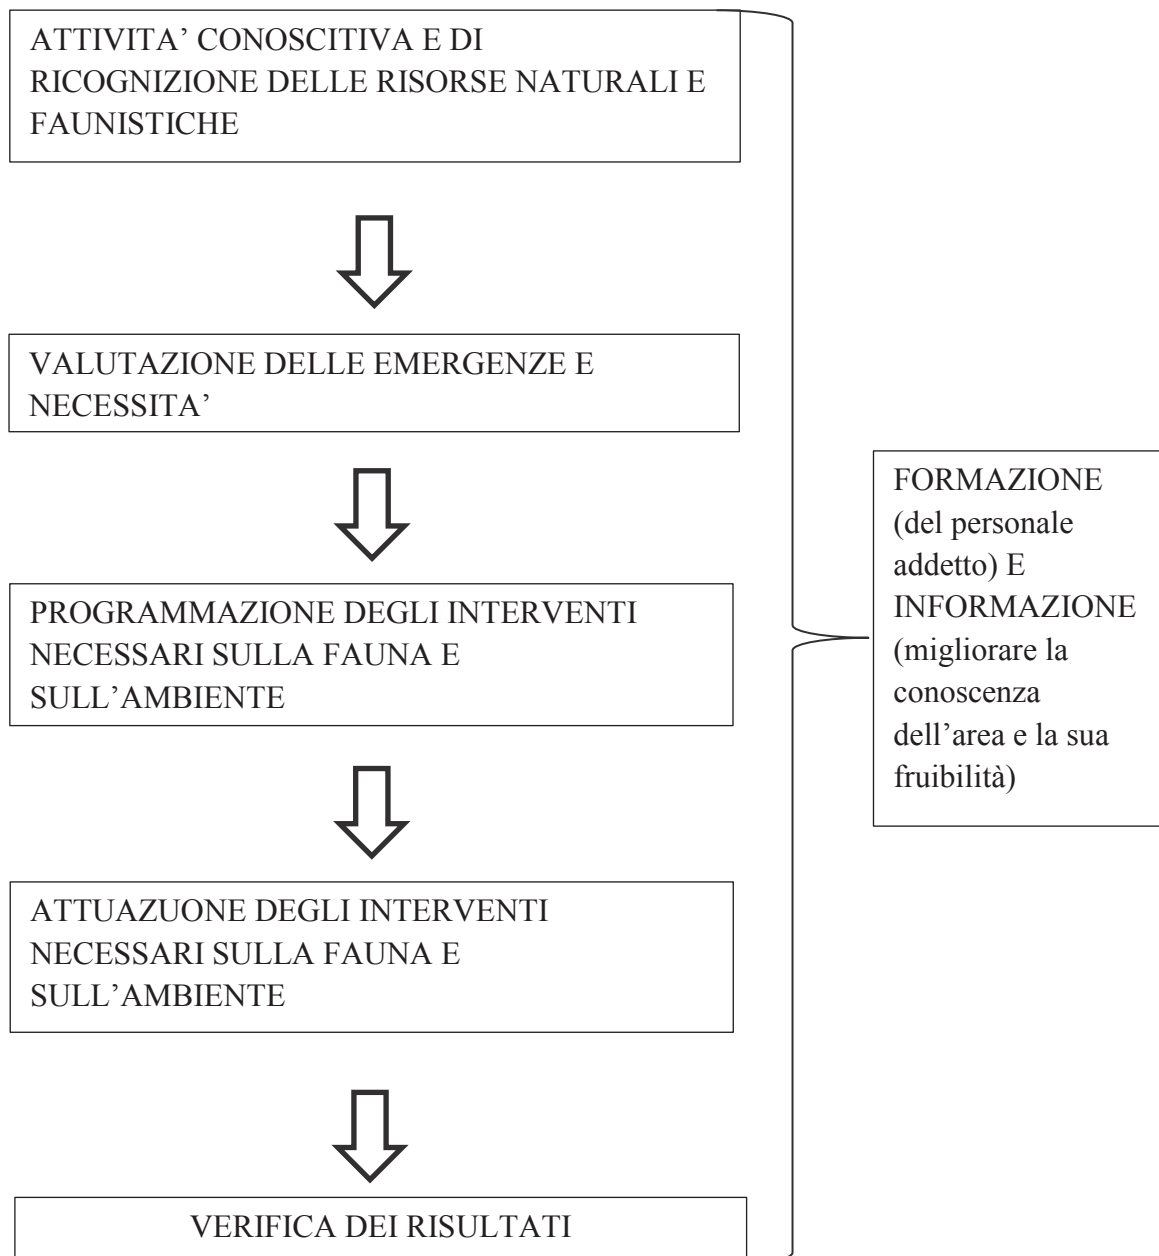 ATTIVITA’ CONOSCITIVA E DI
RICOGNIZIONE DELLE RISORSE NATURALI E
FAUNISTICHE
VALUTAZIONE DELLE EMERGENZE E
NECESSITA’
PROGRAMMAZIONE DEGLI INTERVENTI
NECESSARI SULLA FAUNA E
SULL’AMBIENTE
ATTUAZUONE DEGLI INTERVENTI
NECESSARI SULLA FAUNA E
SULL’AMBIENTE
VERIFICA DEI RISULTATI
FORMAZIONE
(del personale
addetto) E
INFORMAZIONE
(migliorare la
conoscenza
dell’area e la sua
fruibilità)